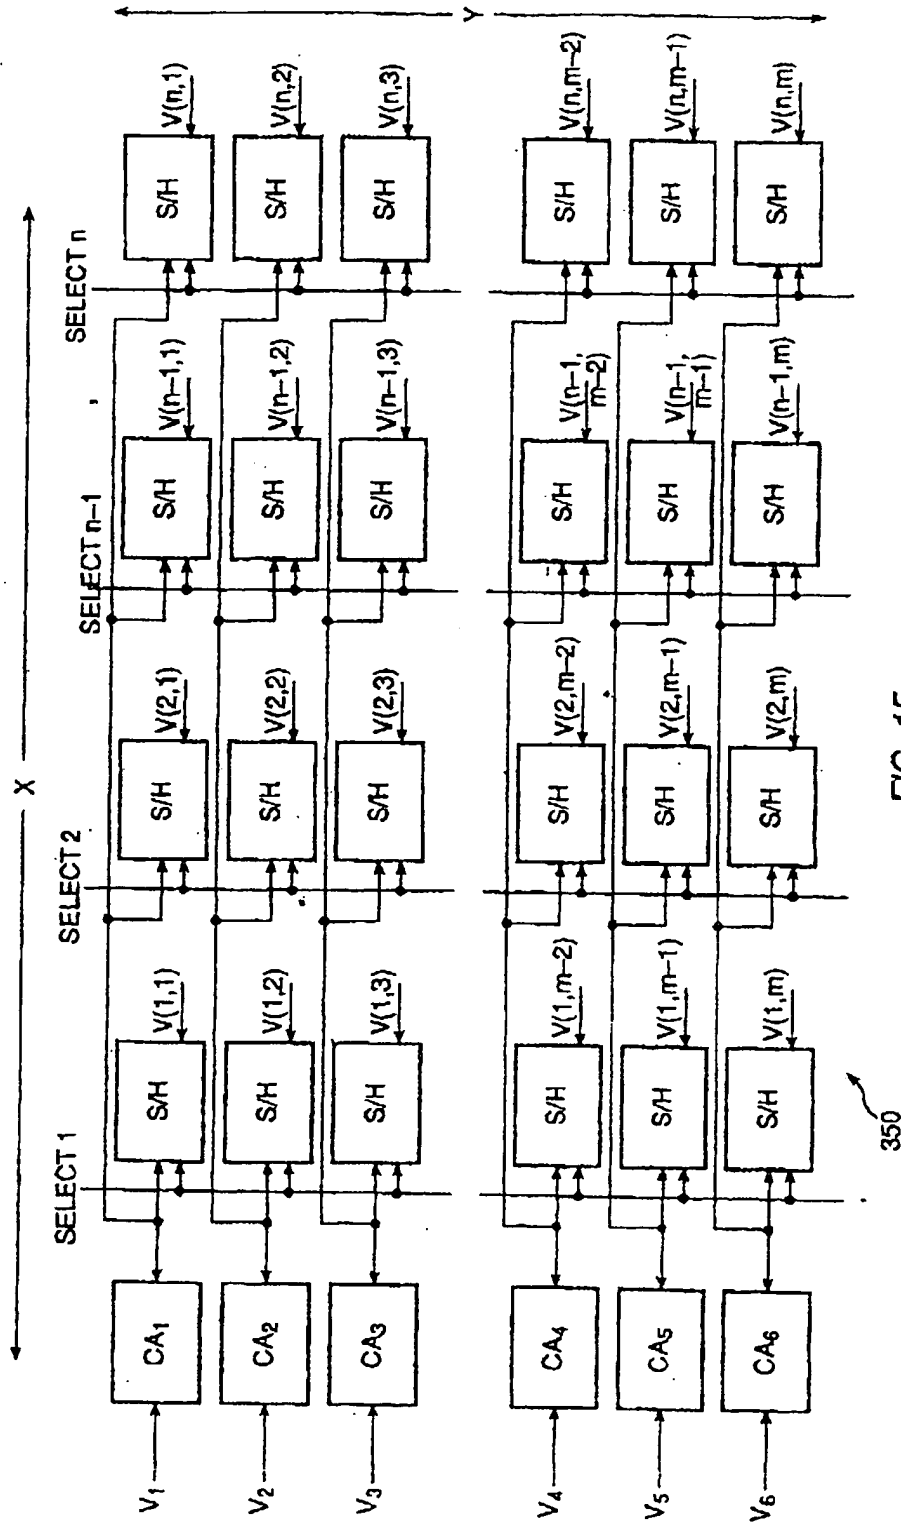 X
Y
SELECT 1
SELECT 2
SELECT n-1
SELECT n
V1
CA1
S/H
V(1,1)
S/H
V(2,1)
S/H
V(n-1,1)
S/H
V(n,1)
V2
CA2
S/H
V(1,2)
S/H
V(2,2)
S/H
V(n-1,2)
S/H
V(n,2)
V3
CA3
S/H
V(1,3)
S/H
V(2,3)
S/H
V(n-1,3)
S/H
V(n,3)
V4
CA4
S/H
V(1,m-2)
S/H
V(2,m-2)
S/H
V(n-1,
m-2)
S/H
V(n,m-2)
V5
CA5
S/H
V(1,m-1)
S/H
V(2,m-1)
S/H
V(n-1,
m-1)
S/H
V(n,m-1)
V6
CA6
S/H
V(1,m)
S/H
V(2,m)
S/H
V(n-1,m)
S/H
V(n,m)
350